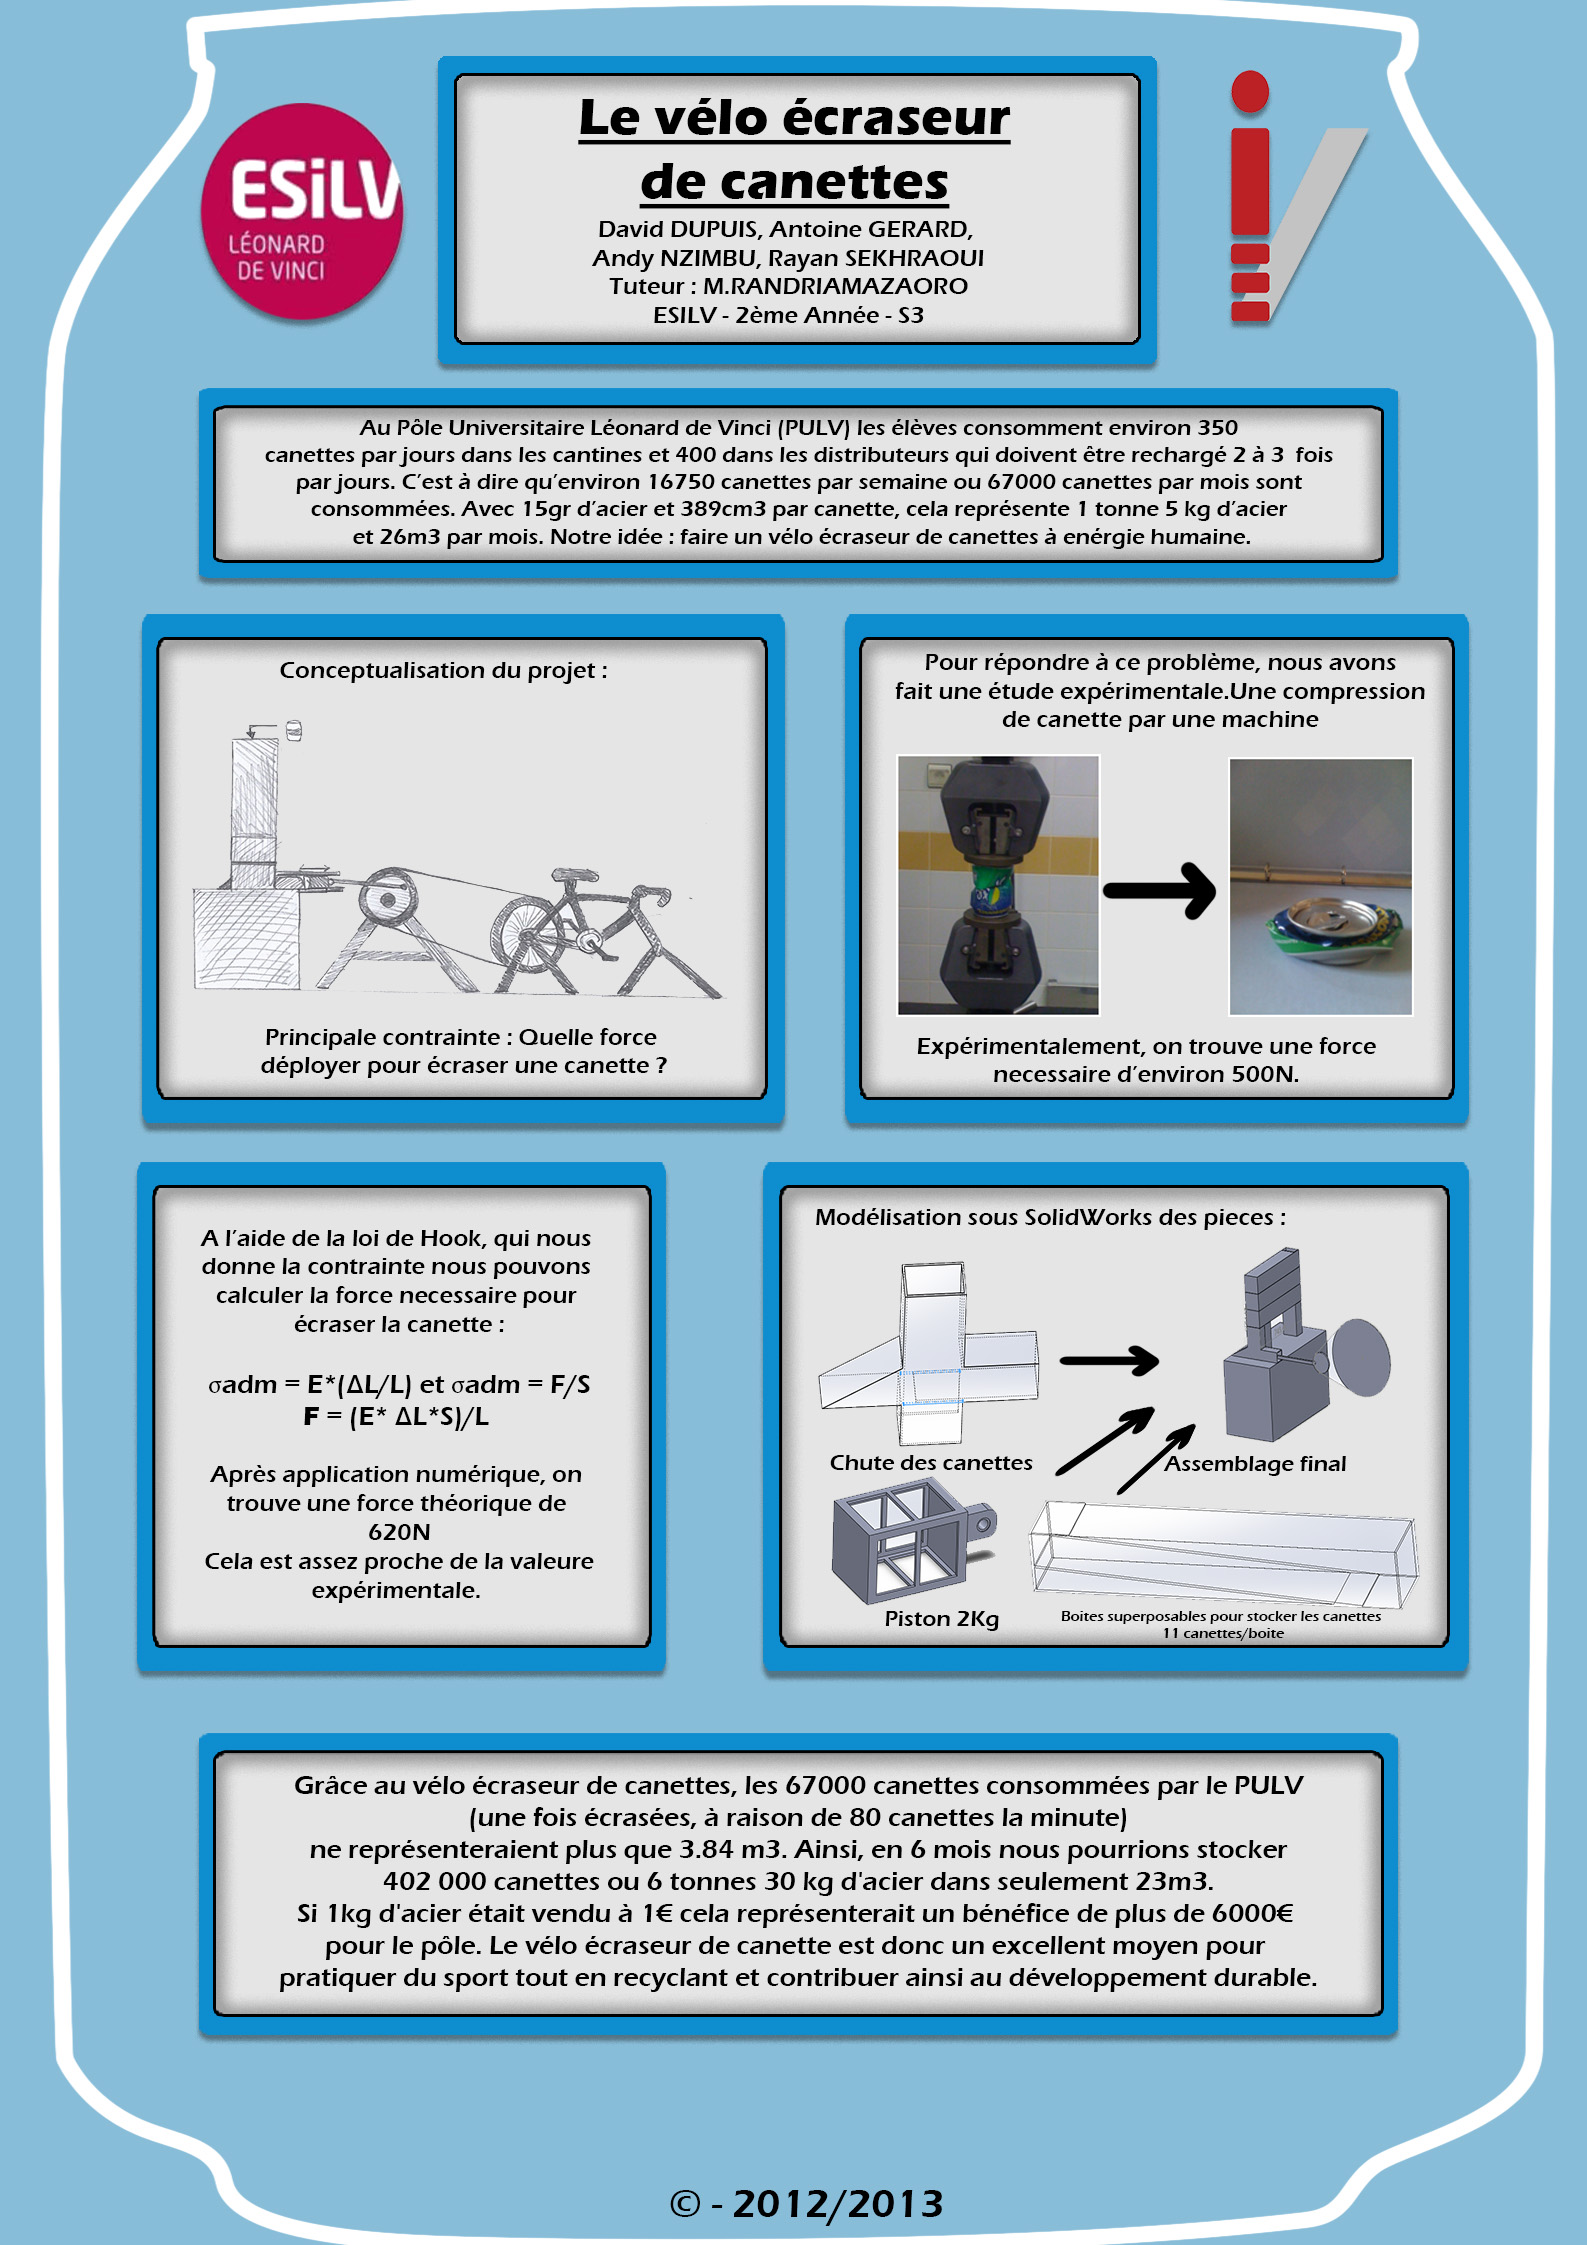 Le vélo écraseur
de canettes
David DUPUIS, Antoine GERARD,
Andy NZIMBU, Rayan SEKHRAOUI
Tuteur : M.RANDRIAMAZAORO
ESILV - 2ème Année - S3
ESiLV
LÉONARD
DE VINCI
Au Pôle Universitaire Léonard de Vinci (PULV) les élèves consomment environ 350
canettes par jours dans les cantines et 400 dans les distributeurs qui doivent être rechargé 2 à 3 fois
par jours. C’est à dire qu’environ 16750 canettes par semaine ou 67000 canettes par mois sont
consommées. Avec 15gr d’acier et 389cm3 par canette, cela représente 1 tonne 5 kg d’acier
et 26m3 par mois. Notre idée : faire un vélo écraseur de canettes à enérgie humaine.
Conceptualisation du projet :
Principale contrainte : Quelle force
déployer pour écraser une canette ?
Pour répondre à ce problème, nous avons
fait une étude expérimentale.Une compression
de canette par une machine
Expérimentalement, on trouve une force
necessaire d’environ 500N.
A l’aide de la loi de Hook, qui nous
donne la contrainte nous pouvons
calculer la force necessaire pour
écraser la canette :
σadm = E*(ΔL/L) et σadm = F/S
F = (E* ΔL*S)/L
Après application numérique, on
trouve une force théorique de
620N
Cela est assez proche de la valeure
expérimentale.
Modélisation sous SolidWorks des pieces :
Chute des canettes
Assemblage final
Piston 2Kg
Boites superposables pour stocker les canettes
11 canettes/boite
Grâce au vélo écraseur de canettes, les 67000 canettes consommées par le PULV
(une fois écrasées, à raison de 80 canettes la minute)
ne représenteraient plus que 3.84 m3. Ainsi, en 6 mois nous pourrions stocker
402 000 canettes ou 6 tonnes 30 kg d'acier dans seulement 23m3.
Si 1kg d'acier était vendu à 1€ cela représenterait un bénéfice de plus de 6000€
pour le pôle. Le vélo écraseur de canette est donc un excellent moyen pour
pratiquer du sport tout en recyclant et contribuer ainsi au développement durable.
© - 2012/2013